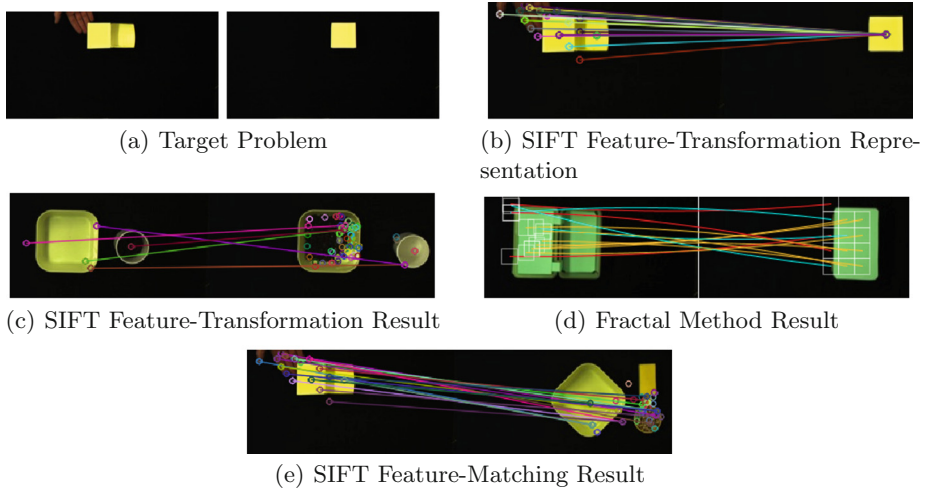 (a) Target Problem
(b) SIFT Feature-Transformation Repre-
sentation
(c) SIFT Feature-Transformation Result
(d) Fractal Method Result
(e) SIFT Feature-Matching Result